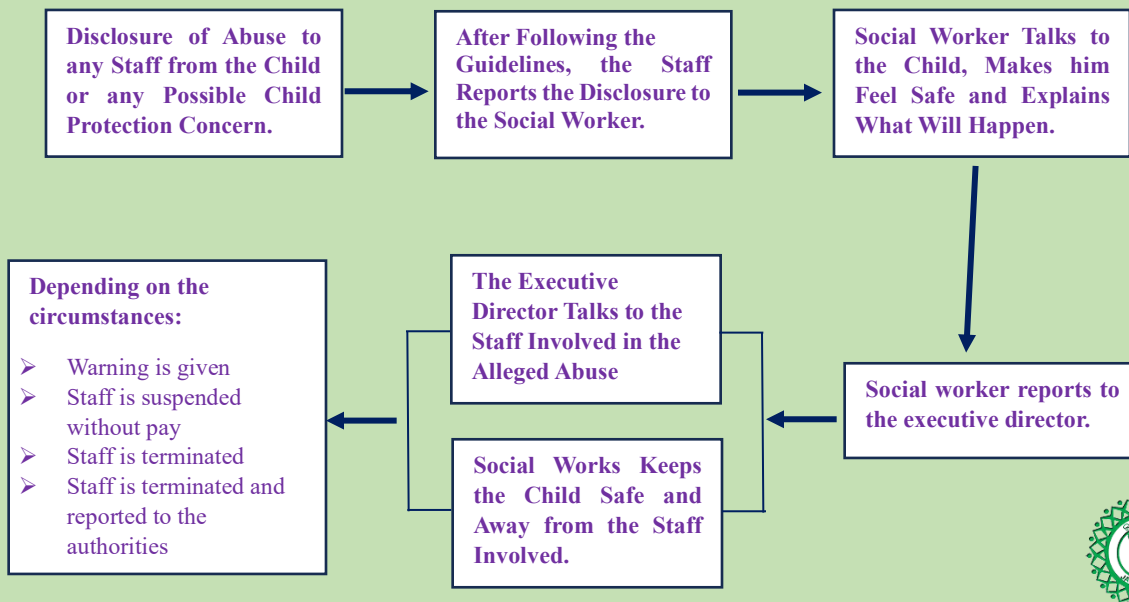 Disclosure of Abuse to
any Staff from the Child
or any Possible Child
Protection Concern.
After Following the
Guidelines, the Staff
Reports the Disclosure to
the Social Worker.
Social Worker Talks to
the Child, Makes him
Feel Safe and Explains
What Will Happen.
Social worker reports to
the executive director.
The Executive
Director Talks to the
Staff Involved in the
Alleged Abuse
Social Works Keeps
the Child Safe and
Away from the Staff
Involved.
Depending on the
circumstances:
➢ Warning is given
➢ Staff is suspended
without pay
➢ Staff is terminated
➢ Staff is terminated and
reported to the
authorities